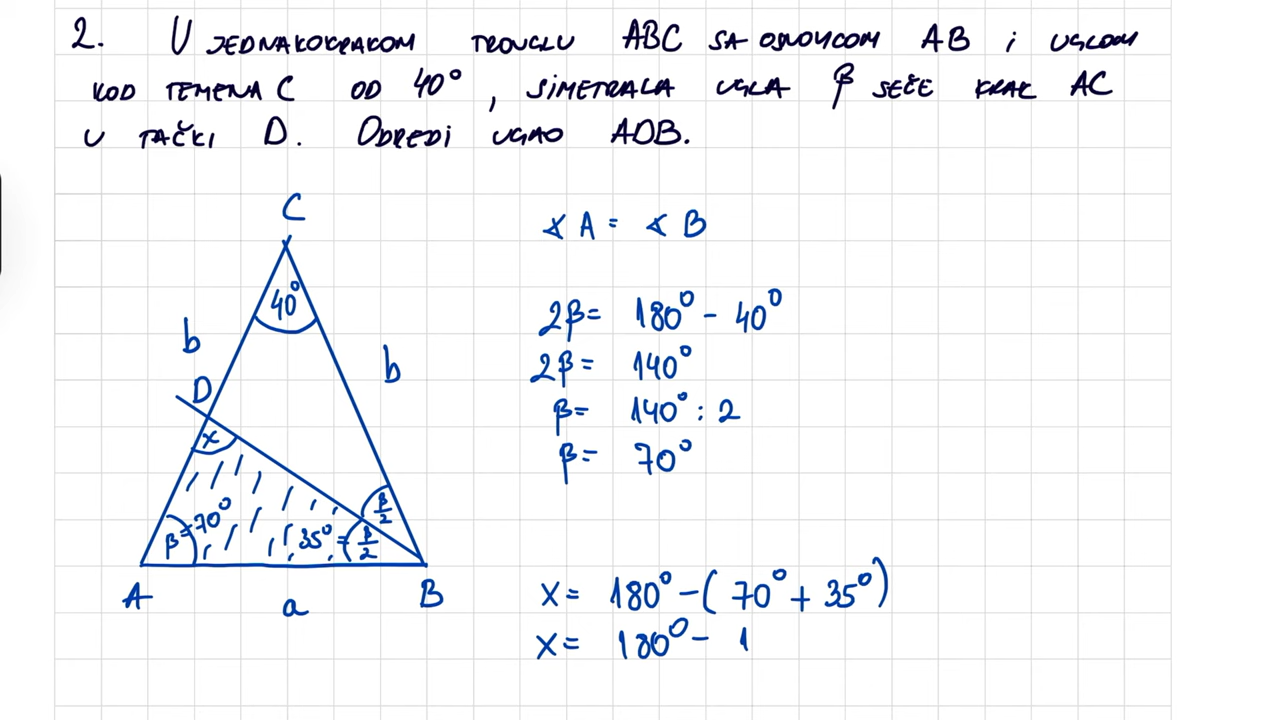 2. U JEDNAKOKRAKOM TROUGLU ABC SA OSNOVICOM AB i UGLOM
KOD TEMENA C OD 40°, SIMETRALA UGLA β SEČE KRAK AC
U TAČKI D. ODREDI UGAO ADB.
C
40°
b
b
D
x
β=70°
35°=β/2
β/2
A
a
B
∢A = ∢B
2β = 180° - 40°
2β = 140°
β = 140° : 2
β = 70°
x = 180° - (70° + 35°)
x = 180° - 1